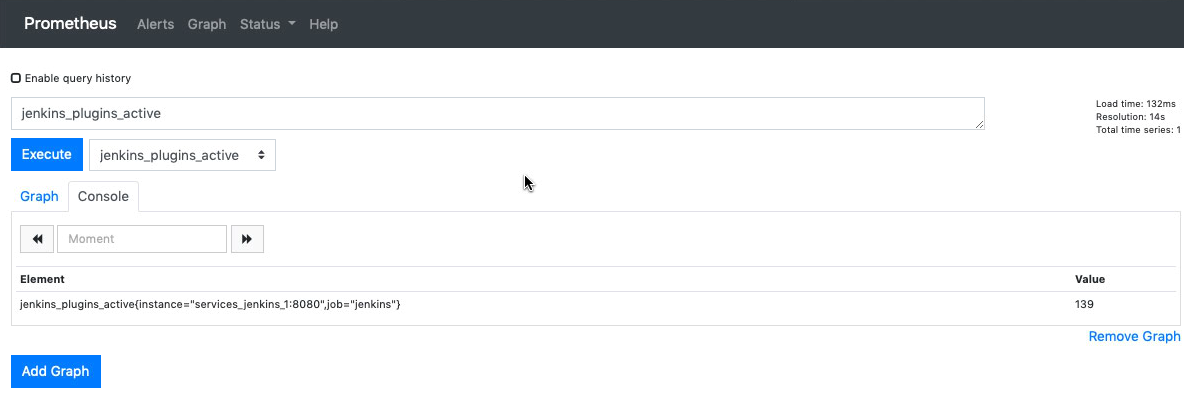 Prometheus Alerts Graph Status Help
Enable query history
jenkins_plugins_active
Load time: 132ms
Resolution: 14s
Total time series: 1
Execute jenkins_plugins_active
Graph Console
Moment
Element Value
jenkins_plugins_active{instance="services_jenkins_1:8080",job="jenkins"} 139
Remove Graph
Add Graph